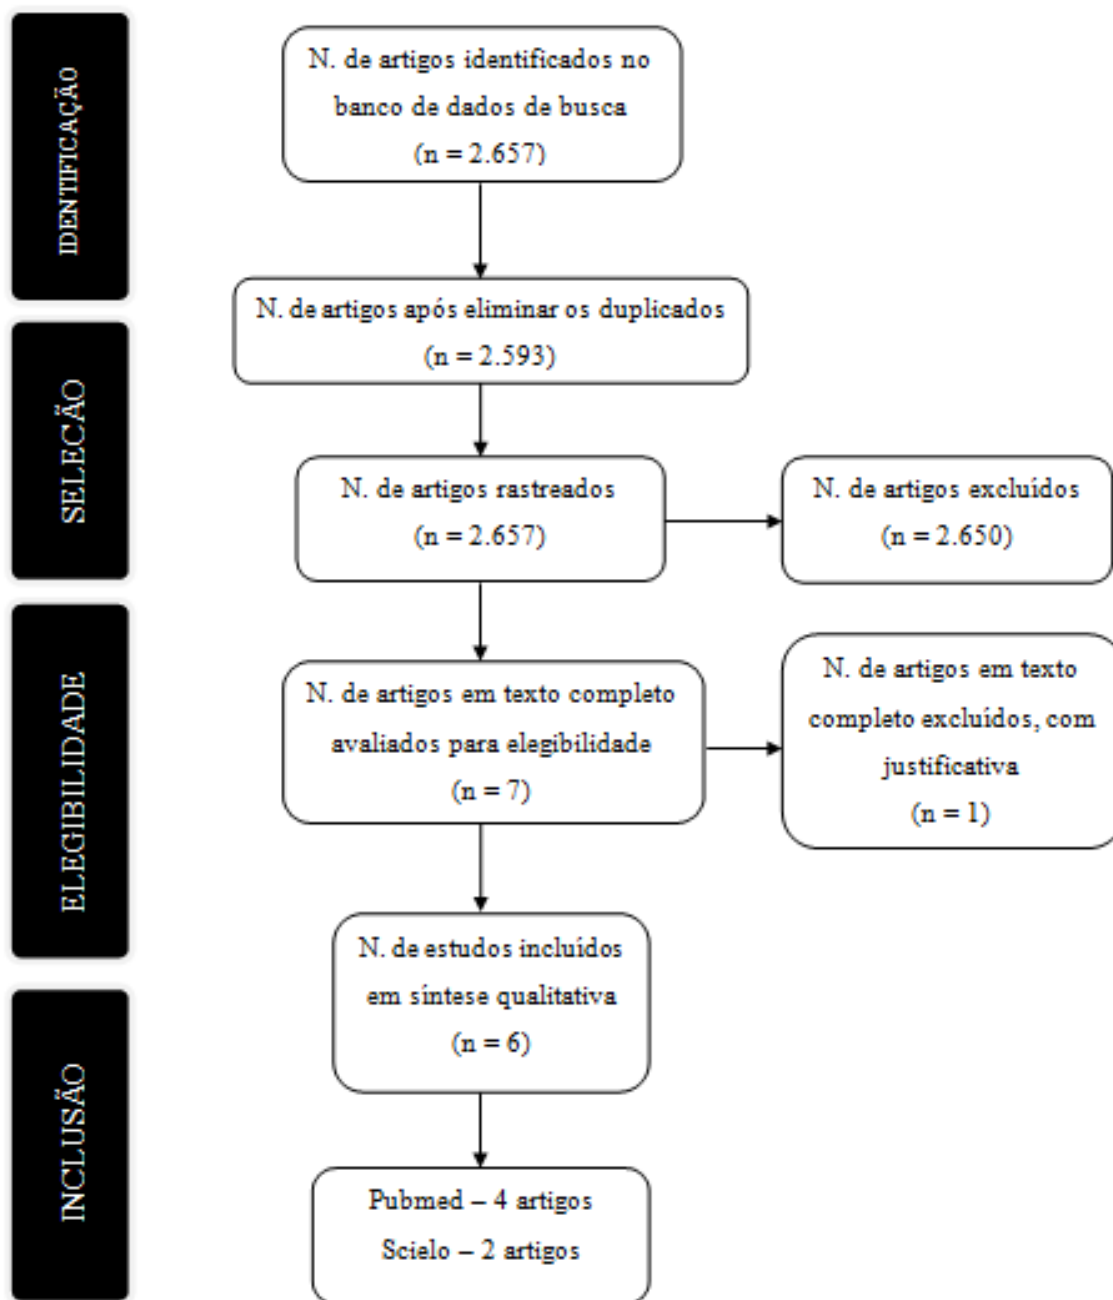 IDENTIFICAÇÃO
N. de artigos identificados no
banco de dados de busca
(n = 2.657)
N. de artigos após eliminar os duplicados
(n = 2.593)
SELECÃO
N. de artigos rastreados
(n = 2.657)
N. de artigos excluídos
(n = 2.650)
ELEGIBILIDADE
N. de artigos em texto completo
avaliados para elegibilidade
(n = 7)
N. de artigos em texto
completo excluídos, com
justificativa
(n = 1)
N. de estudos incluídos
em síntese qualitativa
(n = 6)
INCLUSÃO
Pubmed – 4 artigos
Scielo – 2 artigos